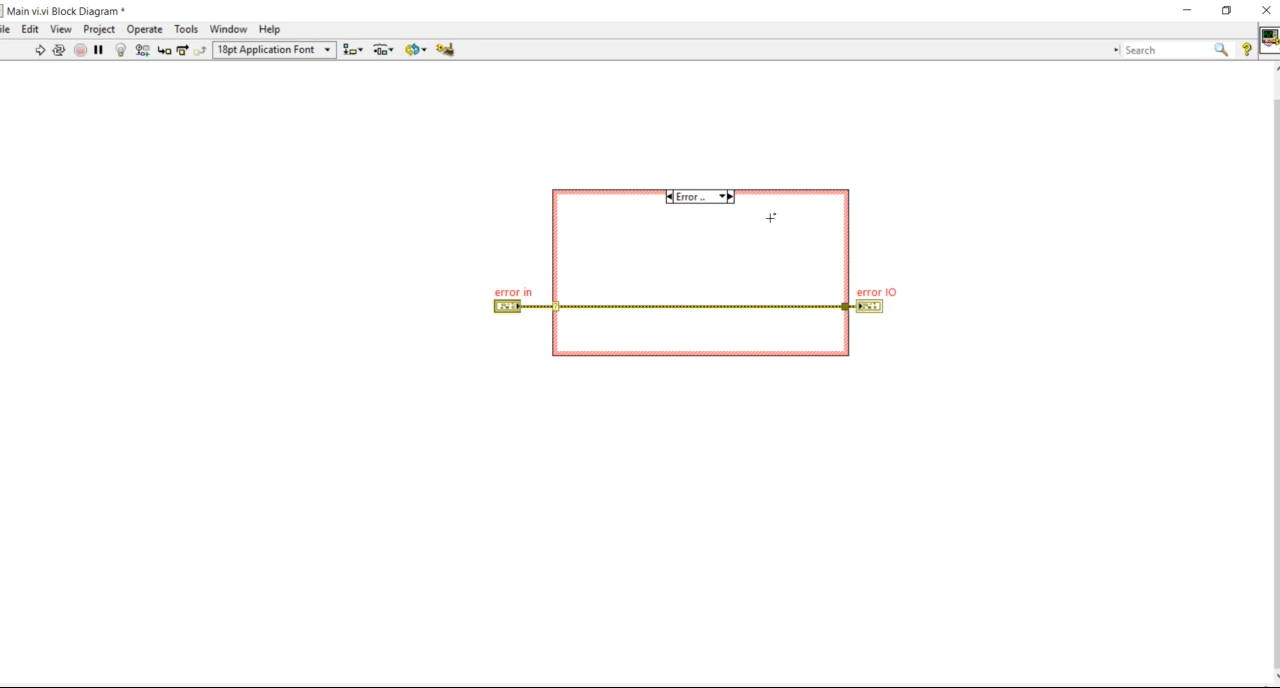 Main vi.vi Block Diagram *
ile Edit View Project Operate Tools Window Help
18pt Application Font
Search
?
Error ..
error in
error IO
?